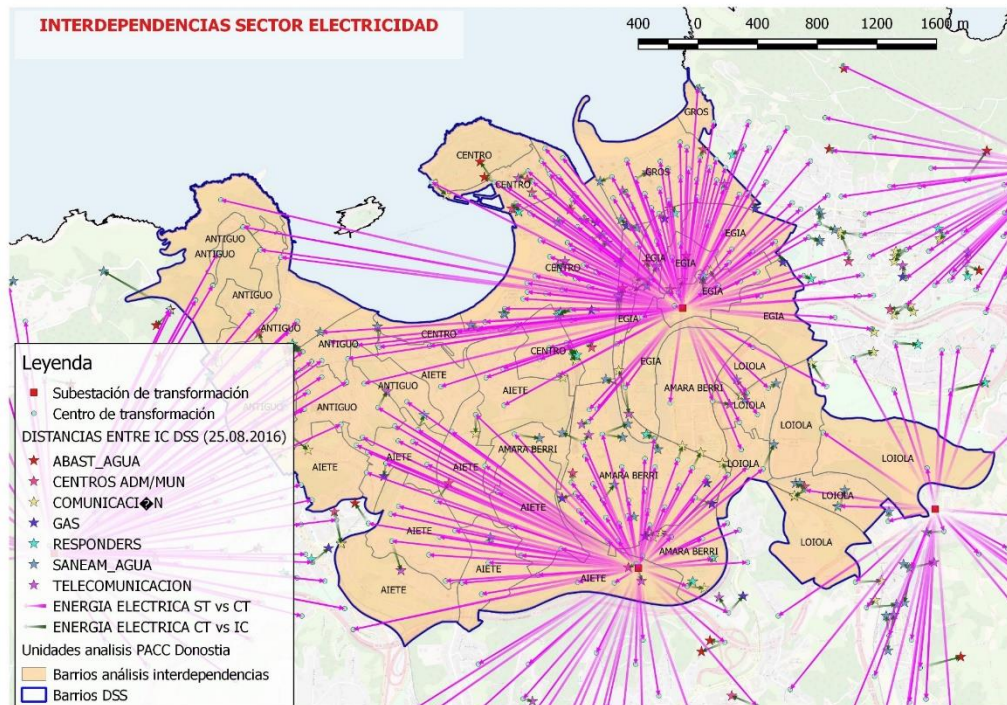 INTERDEPENDENCIAS SECTOR ELECTRICIDAD
400 0 400 800 1200 1600 m
GROS
CENTRO
CENTRO
GROS
ANTIGUO
EGIA
ANTIGUO
EGIA
EGIA
CENTRO
ANTIGUO
EGIA
EGIA
EGIA
ANTIGUO
CENTRO
ANTIGUO
CENTRO
EGIA
AIETE
LOIOLA
ANTIGUO
AIETE
AMARA BERRI
ANTIGUO
ANTIGUO
LOIOLA
LOIOLA
AMARA BERRI
AIETE
LOIOLA
AIETE
AIETE
LOIOLA
AMARA BERRI
LOIOLA
AIETE
AIETE
LOIOLA
AMARA BERRI
AIETE
AIETE
AIETE
Leyenda
Subestación de transformación
Centro de transformación
DISTANCIAS ENTRE IC DSS (25.08.2016)
ABAST_AGUA
CENTROS ADM/MUN
COMUNICACI�N
GAS
RESPONDERS
SANEAM_AGUA
TELECOMUNICACION
ENERGIA ELECTRICA ST vs CT
ENERGIA ELECTRICA CT vs IC
Unidades analisis PACC Donostia
Barrios análisis interdependencias
Barrios DSS